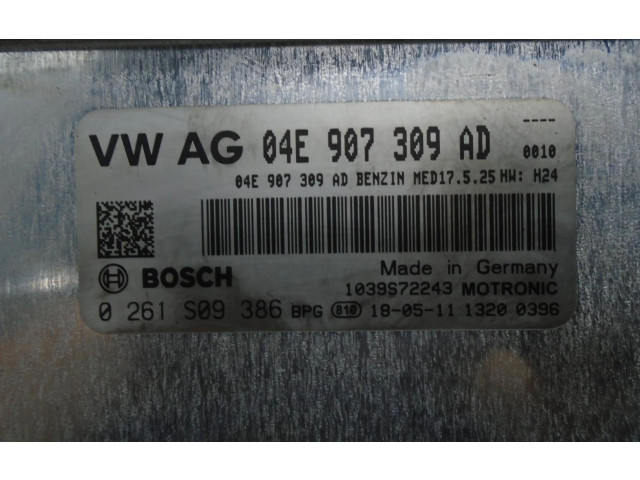 ----
VW AG 04E 907 309 AD 0010
04E 907 309 AD BENZIN MED17.5.25 HW: H24
BOSCH
Made in Germany
1039S72243 MOTRONIC
0 261 S09 386 BPG 810 18-05-11 1320 0396